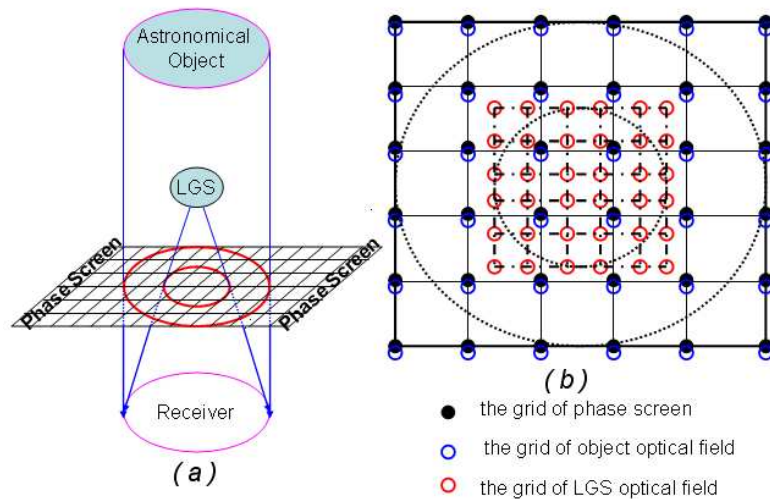 Astronomical
Object
LGS
Phase Screen
Phase Screen
Receiver
(a)
(b)
the grid of phase screen
the grid of object optical field
the grid of LGS optical field